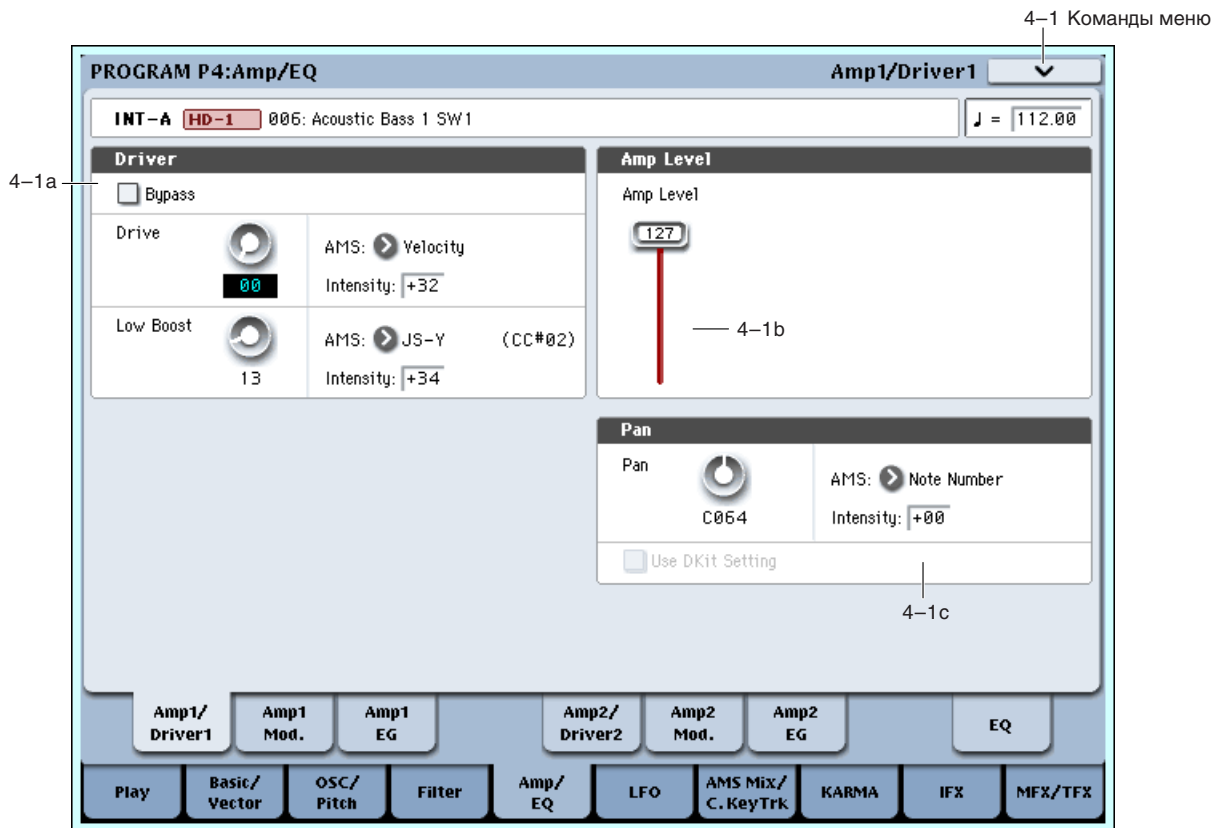 4–1 Команды меню
PROGRAM P4:Amp/EQ
Amp1/Driver1
INT-A HD-1 006: Acoustic Bass 1 SW1
♩ = 112.00
Driver
4–1a
Bypass
Drive
00
AMS: Velocity
Intensity: +32
Low Boost
13
AMS: JS-Y (CC#02)
Intensity: +34
Amp Level
Amp Level
127
4–1b
Pan
Pan
C064
AMS: Note Number
Intensity: +00
Use DKit Setting
4–1c
Amp1/
Driver1
Amp1
Mod.
Amp1
EG
Amp2/
Driver2
Amp2
Mod.
Amp2
EG
EQ
Play
Basic/
Vector
OSC/
Pitch
Filter
Amp/
EQ
LFO
AMS Mix/
C.KeyTrk
KARMA
IFX
MFX/TFX